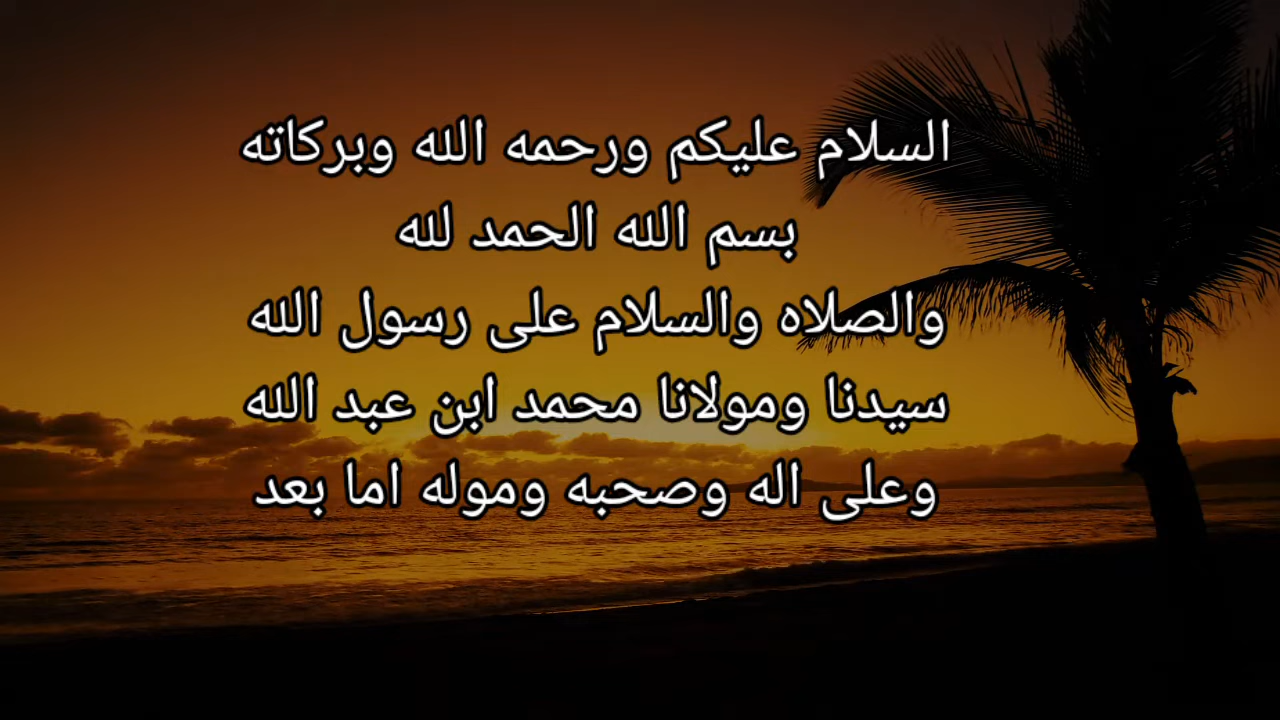 السلام عليكم ورحمه الله وبركاته
بسم الله الحمد لله
والصلاه والسلام على رسول الله
سيدنا ومولانا محمد ابن عبد الله
وعلى اله وصحبه وموله اما بعد